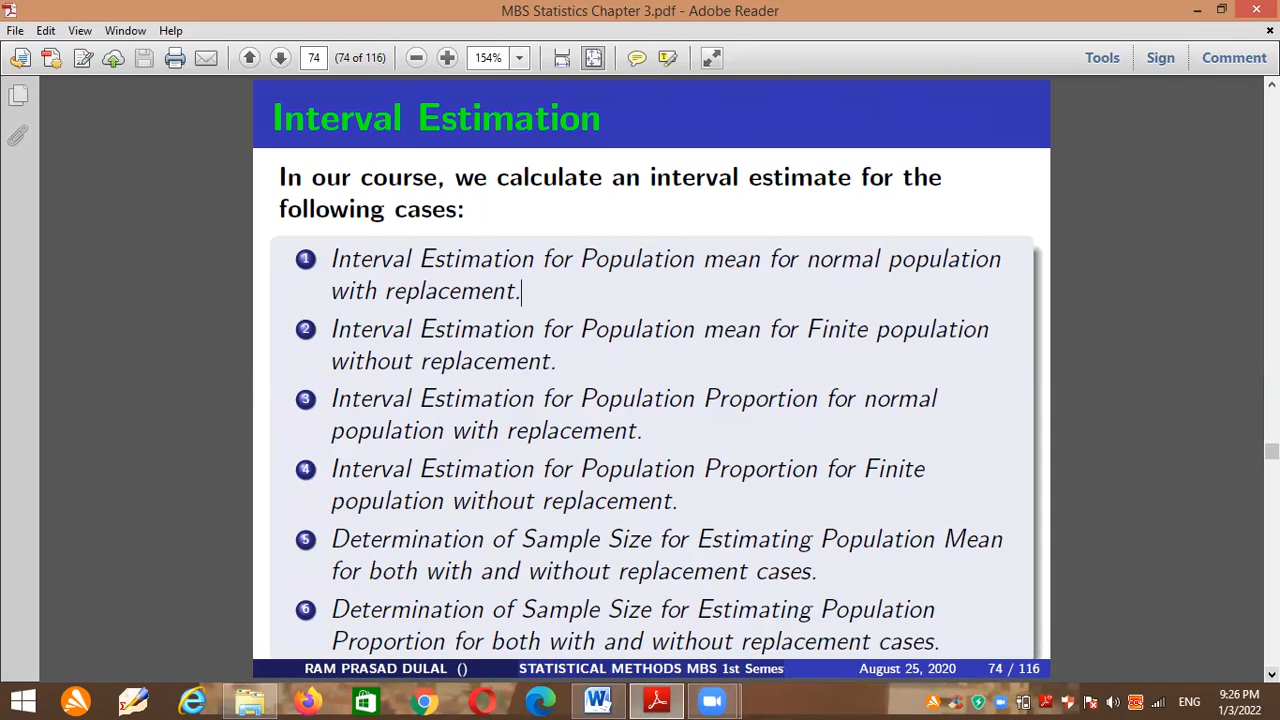 MBS Statistics Chapter 3.pdf - Adobe Reader
File Edit View Window Help
74 (74 of 116) 154% Tools Sign Comment
Interval Estimation
In our course, we calculate an interval estimate for the
following cases:
1 Interval Estimation for Population mean for normal population
with replacement.
2 Interval Estimation for Population mean for Finite population
without replacement.
3 Interval Estimation for Population Proportion for normal
population with replacement.
4 Interval Estimation for Population Proportion for Finite
population without replacement.
5 Determination of Sample Size for Estimating Population Mean
for both with and without replacement cases.
6 Determination of Sample Size for Estimating Population
Proportion for both with and without replacement cases.
RAM PRASAD DULAL () STATISTICAL METHODS MBS 1st Semes August 25, 2020 74 / 116
ENG 9:26 PM
1/3/2022